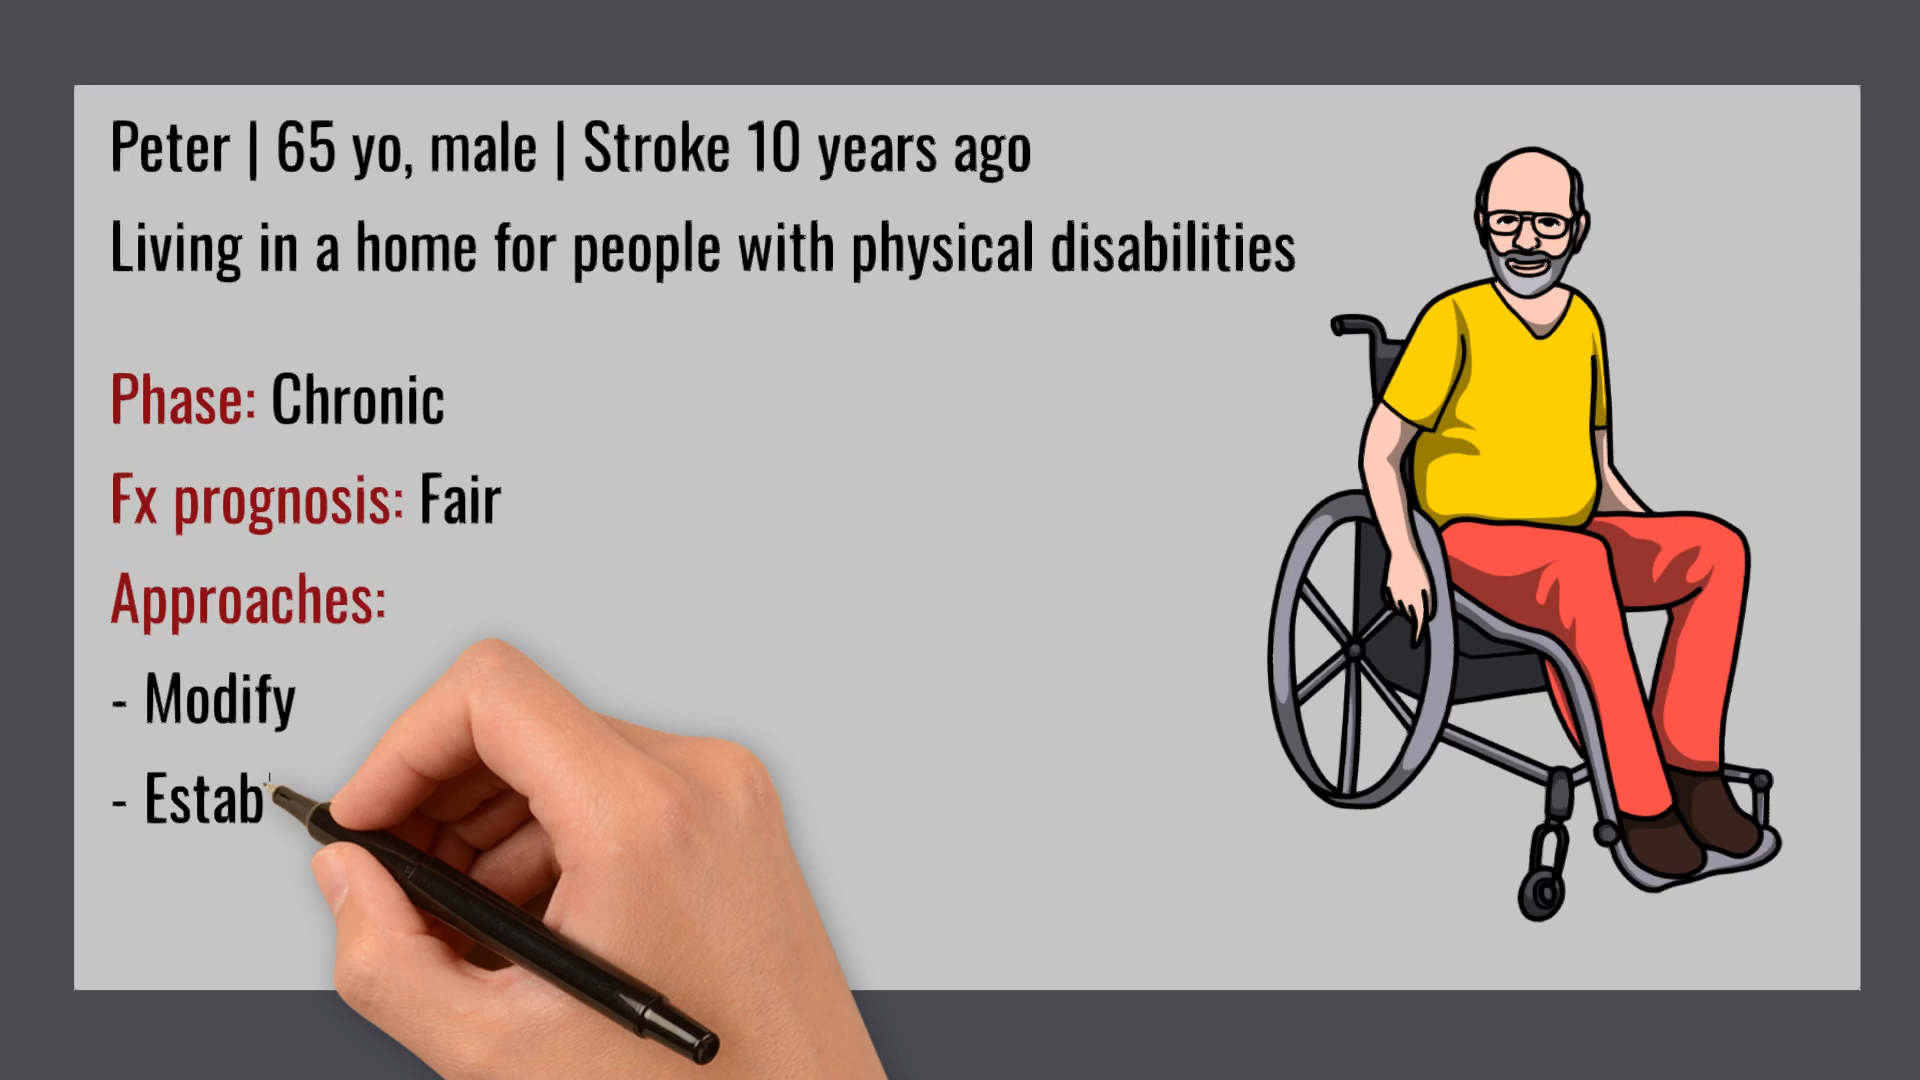 Peter | 65 yo, male | Stroke 10 years ago
Living in a home for people with physical disabilities
Phase: Chronic
Fx prognosis: Fair
Approaches:
- Modify
- Estab